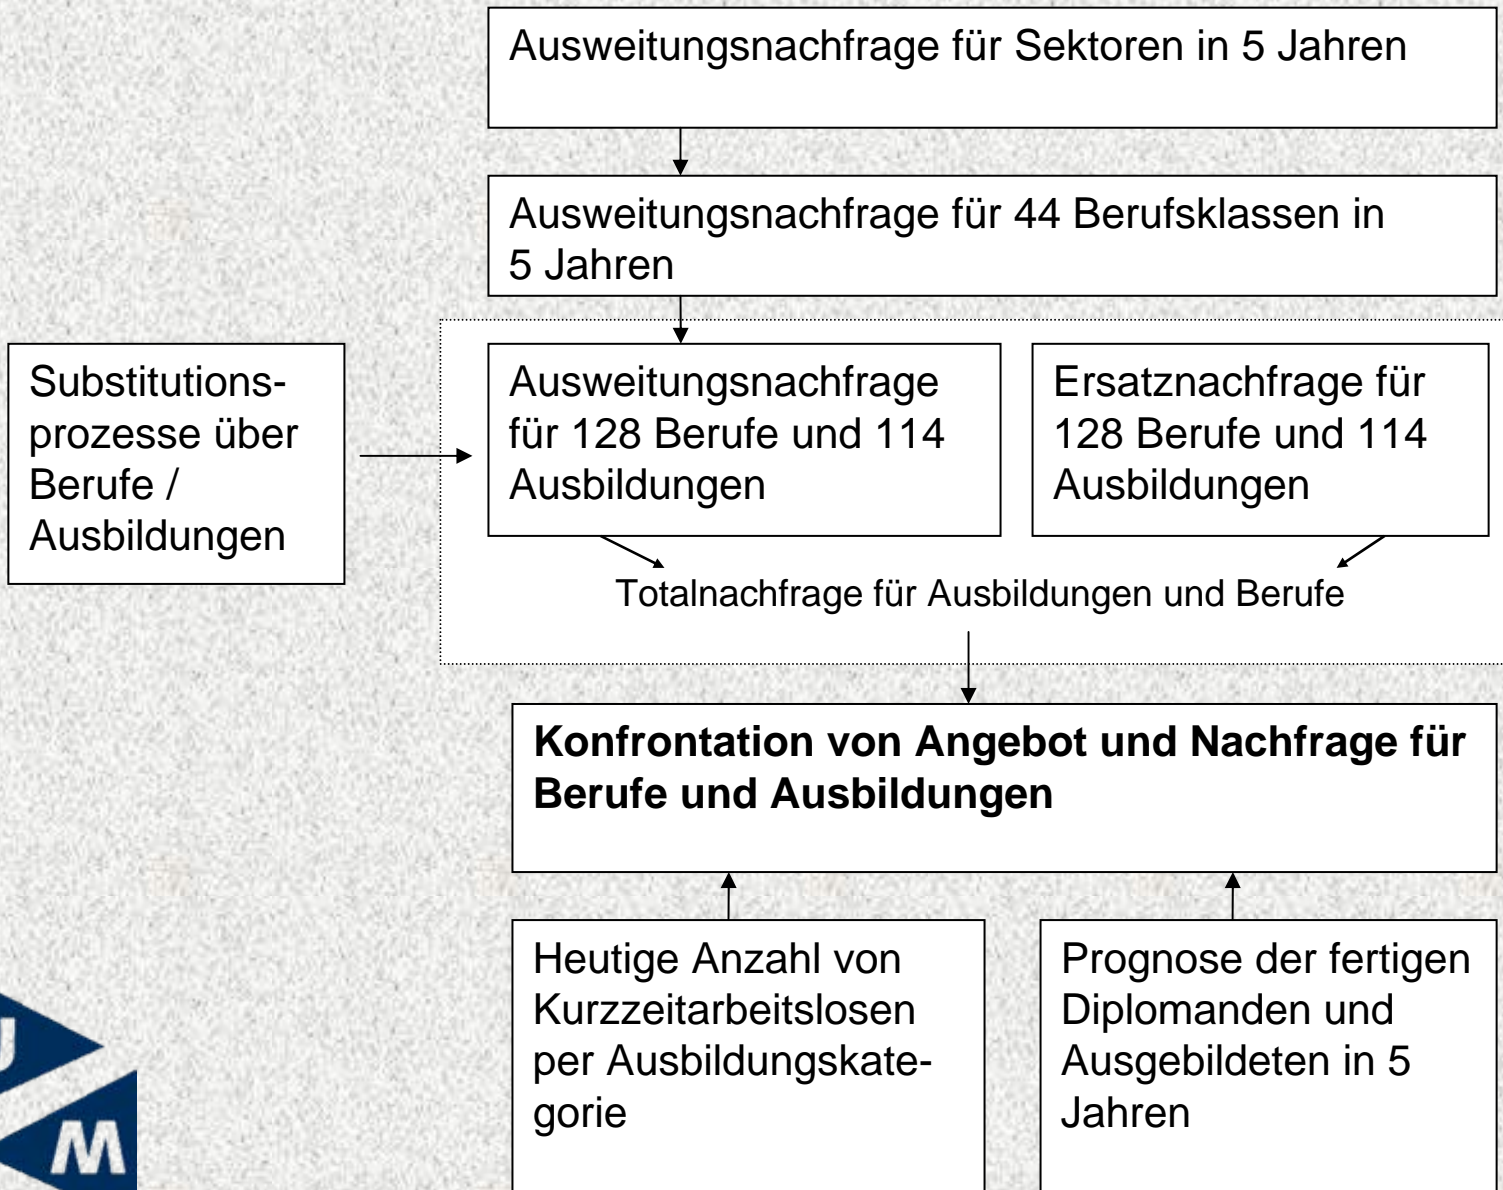 Ausweitungsnachfrage für Sektoren in 5 Jahren
Ausweitungsnachfrage für 44 Berufsklassen in
5 Jahren
Substitutions-
prozesse über
Berufe /
Ausbildungen
Ausweitungsnachfrage
für 128 Berufe und 114
Ausbildungen
Ersatznachfrage für
128 Berufe und 114
Ausbildungen
Totalnachfrage für Ausbildungen und Berufe
Konfrontation von Angebot und Nachfrage für
Berufe und Ausbildungen
Heutige Anzahl von
Kurzzeitarbeitslosen
per Ausbildungskate-
gorie
Prognose der fertigen
Diplomanden und
Ausgebildeten in 5
Jahren
U
M